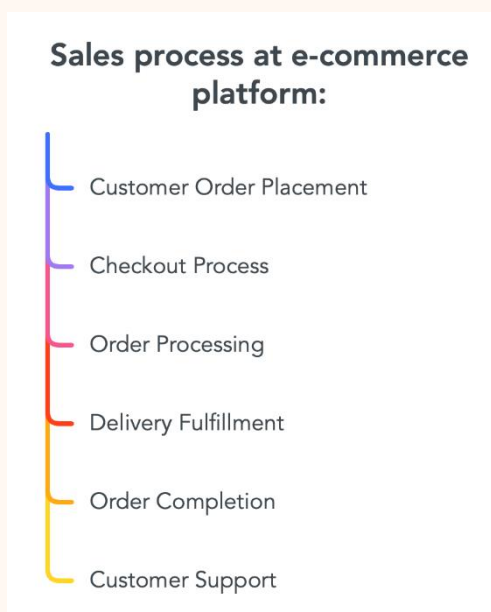 Sales process at e-commerce
platform:
Customer Order Placement
Checkout Process
Order Processing
Delivery Fulfillment
Order Completion
Customer Support